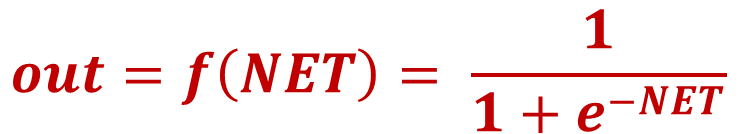 out = f(NET) = 1 / (1 + e^{-NET})